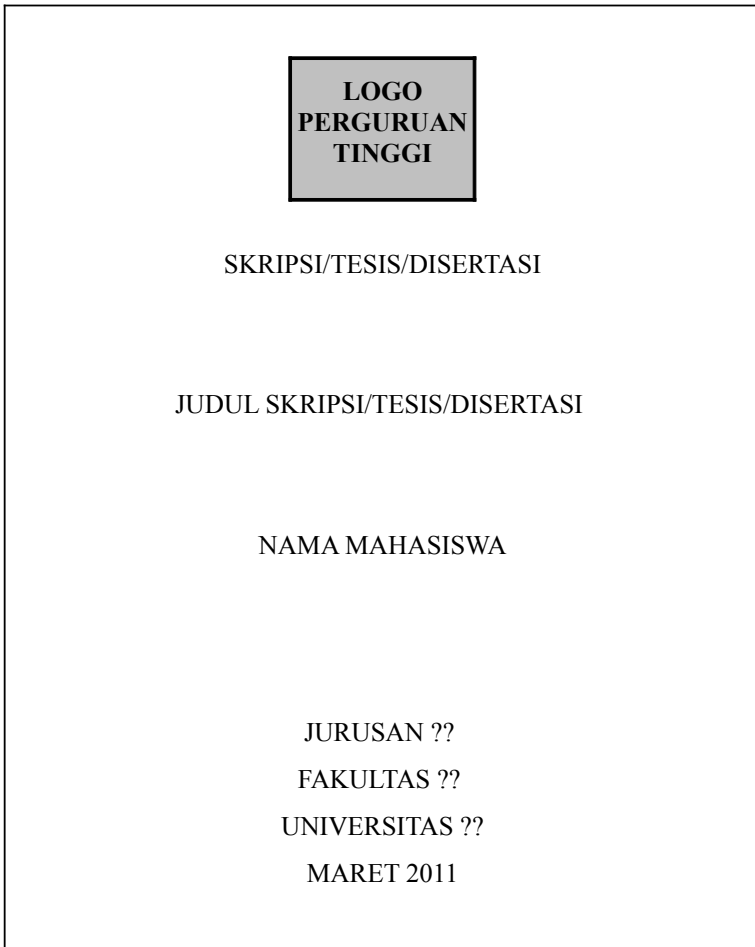 LOGO
PERGURUAN
TINGGI
SKRIPSI/TESIS/DISERTASI
JUDUL SKRIPSI/TESIS/DISERTASI
NAMA MAHASISWA
JURUSAN ??
FAKULTAS ??
UNIVERSITAS ??
MARET 2011